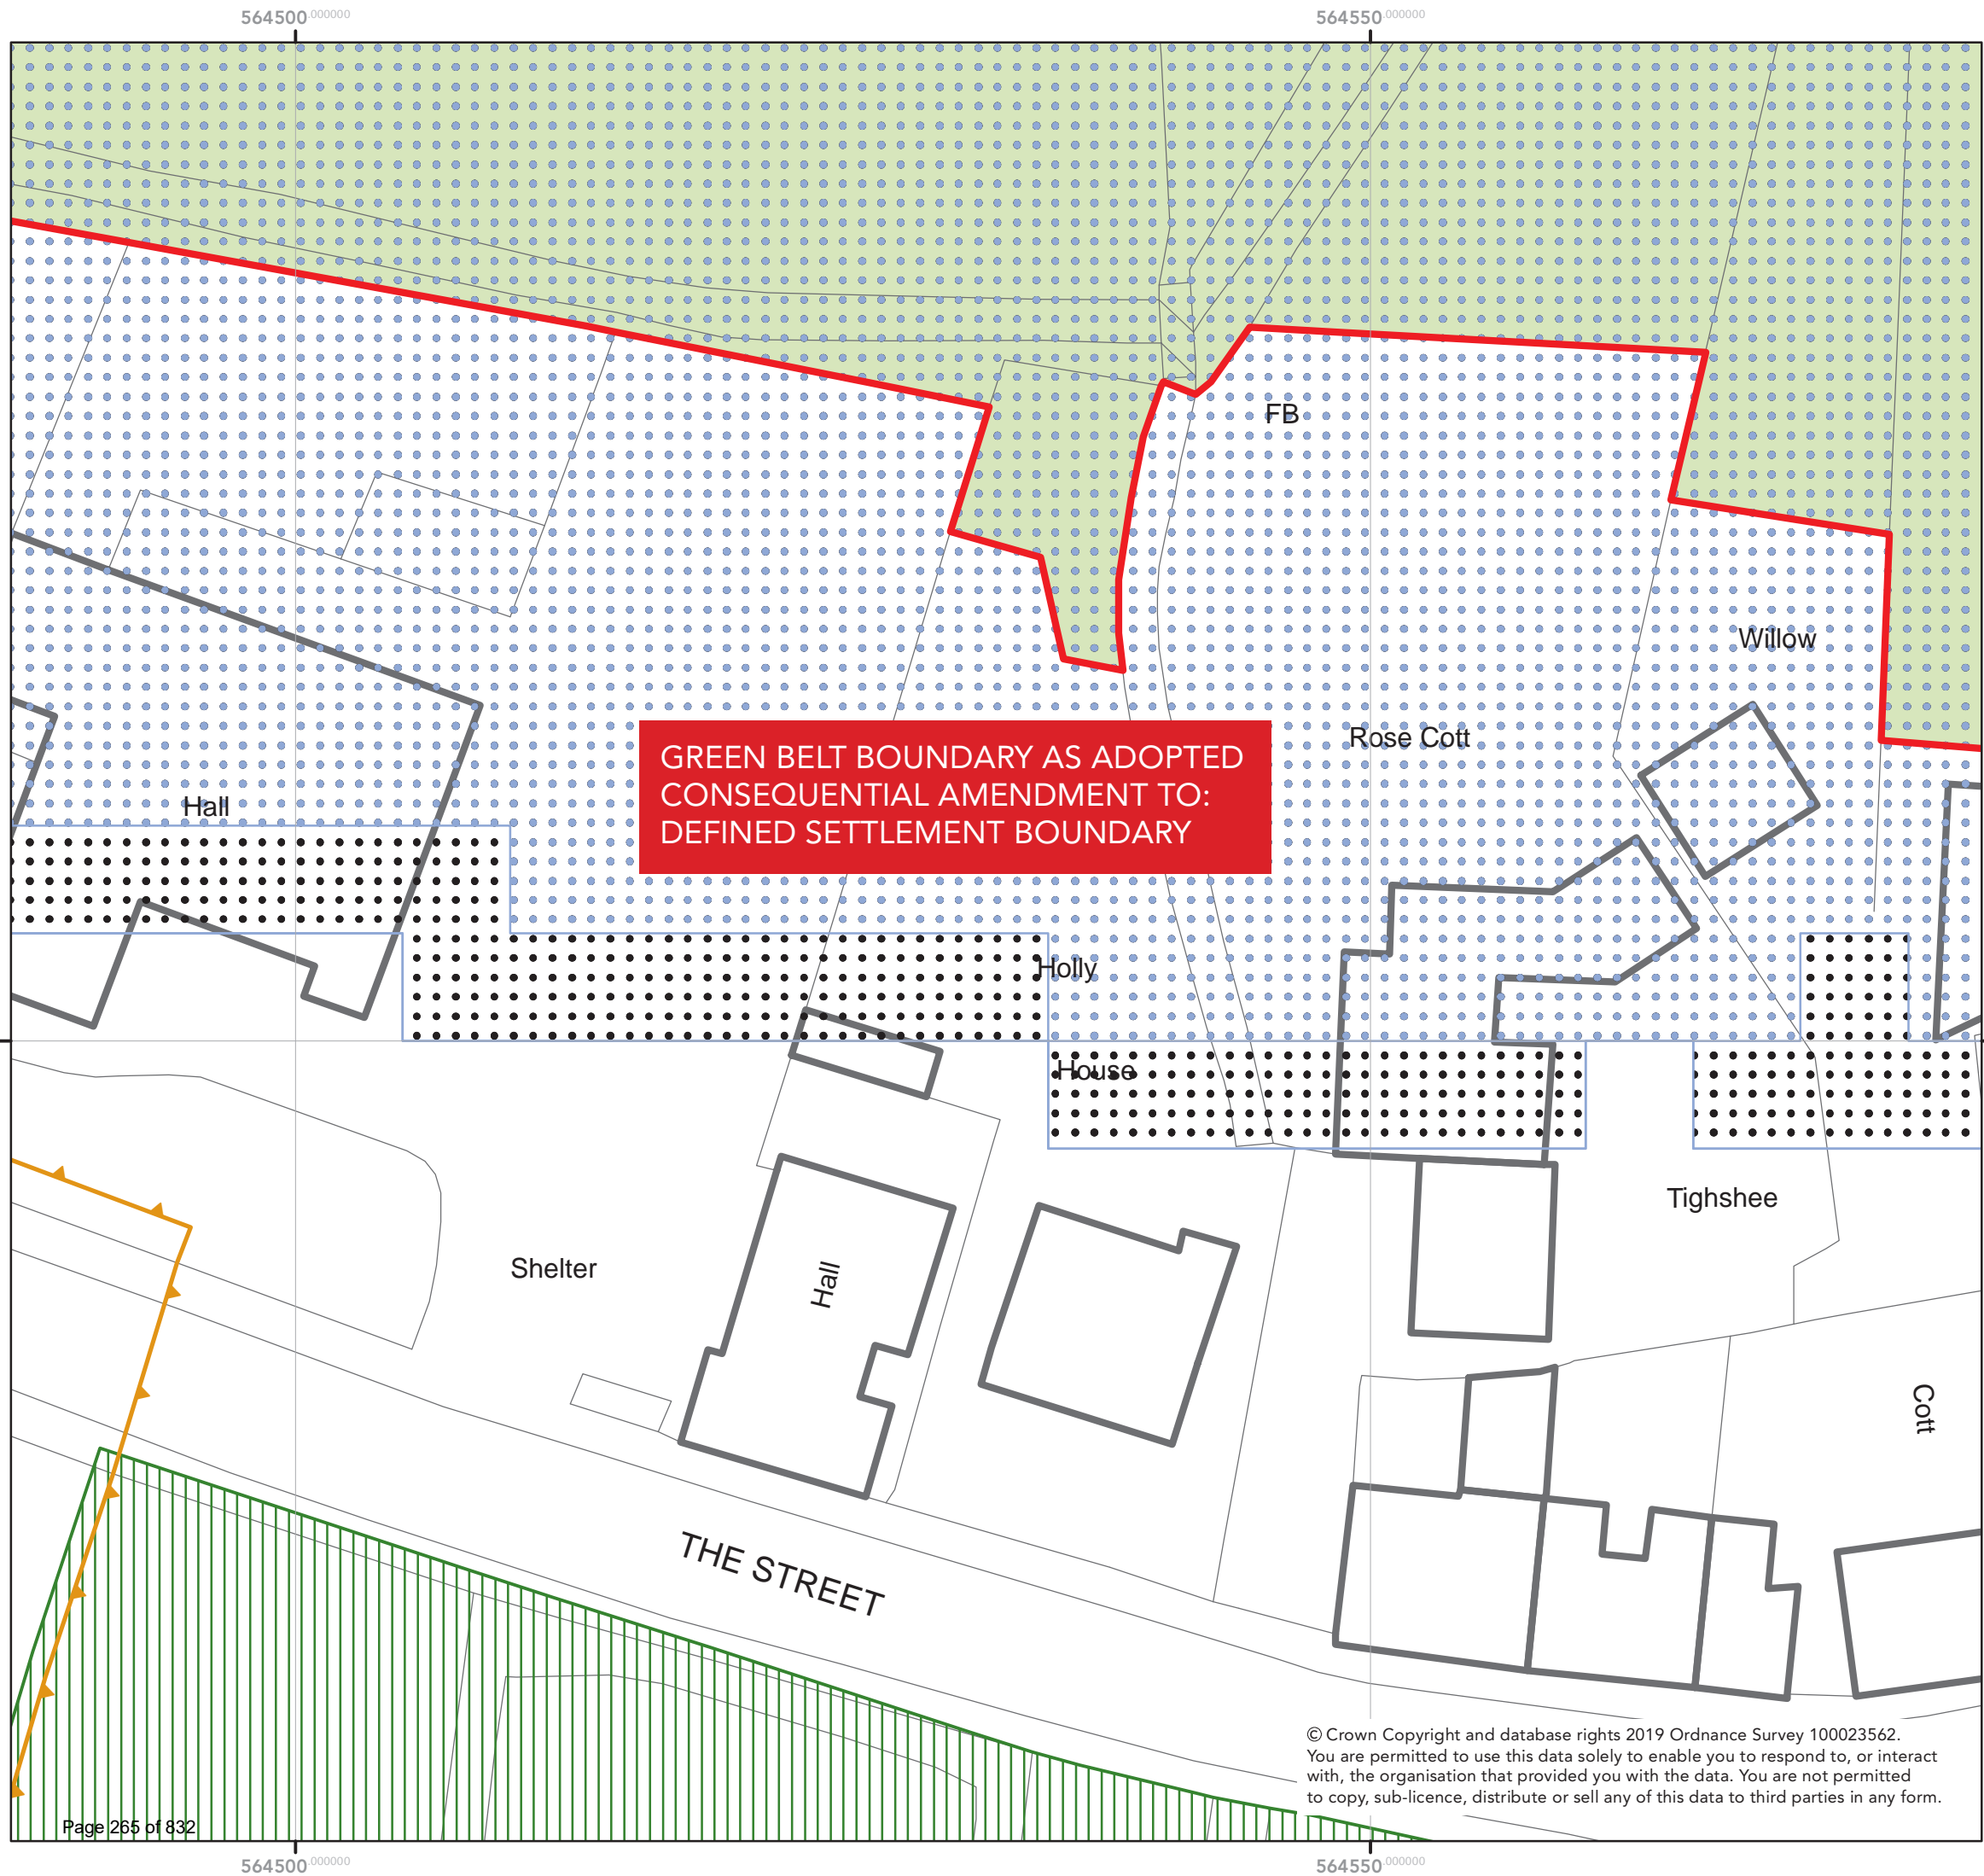 564500.000000
564550.000000
FB
Willow
Rose Cott
GREEN BELT BOUNDARY AS ADOPTED
CONSEQUENTIAL AMENDMENT TO:
DEFINED SETTLEMENT BOUNDARY
Hall
Holly
House
Tighshee
Shelter
Hall
Cott
THE STREET
© Crown Copyright and database rights 2019 Ordnance Survey 100023562.
You are permitted to use this data solely to enable you to respond to, or interact
with, the organisation that provided you with the data. You are not permitted
to copy, sub-licence, distribute or sell any of this data to third parties in any form.
Page 265 of 832
564500.000000
564550.000000